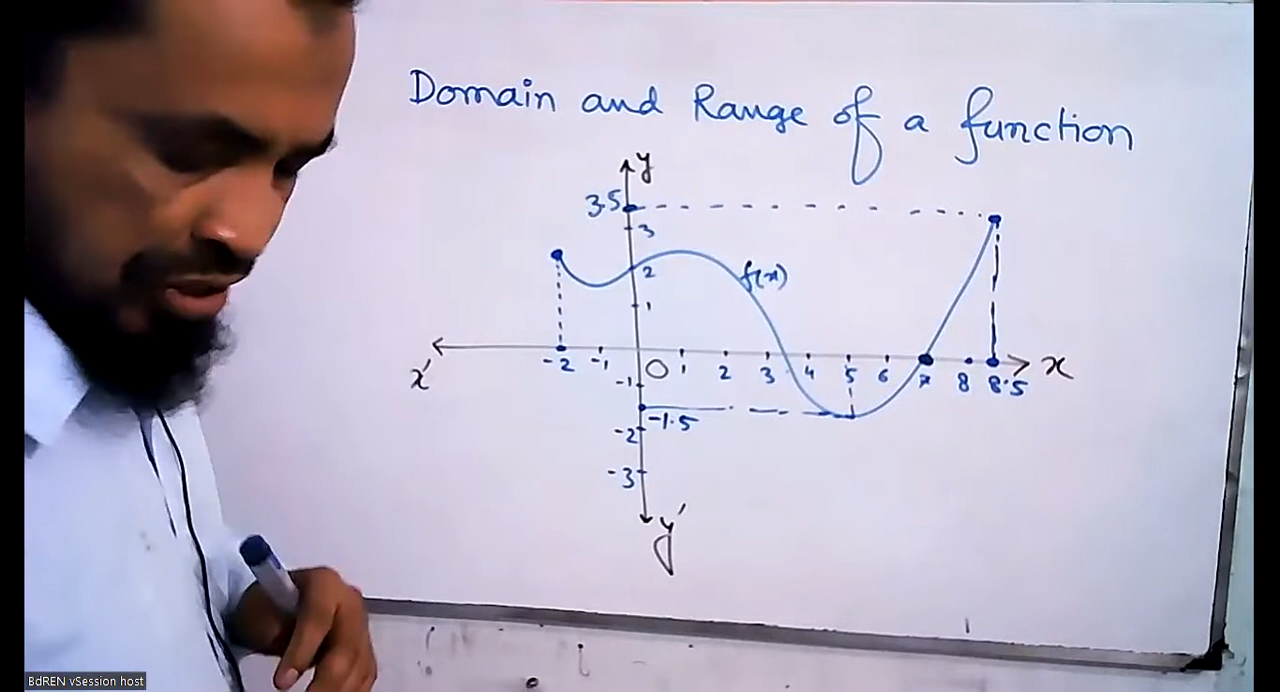 Domain and Range of a function
y
3.5
3
2
f(x)
1
x' -2 -1 O 1 2 3 4 5 6 7 8 8.5 x
-1
-1.5
-2
-3
y'
BdREN vSession host